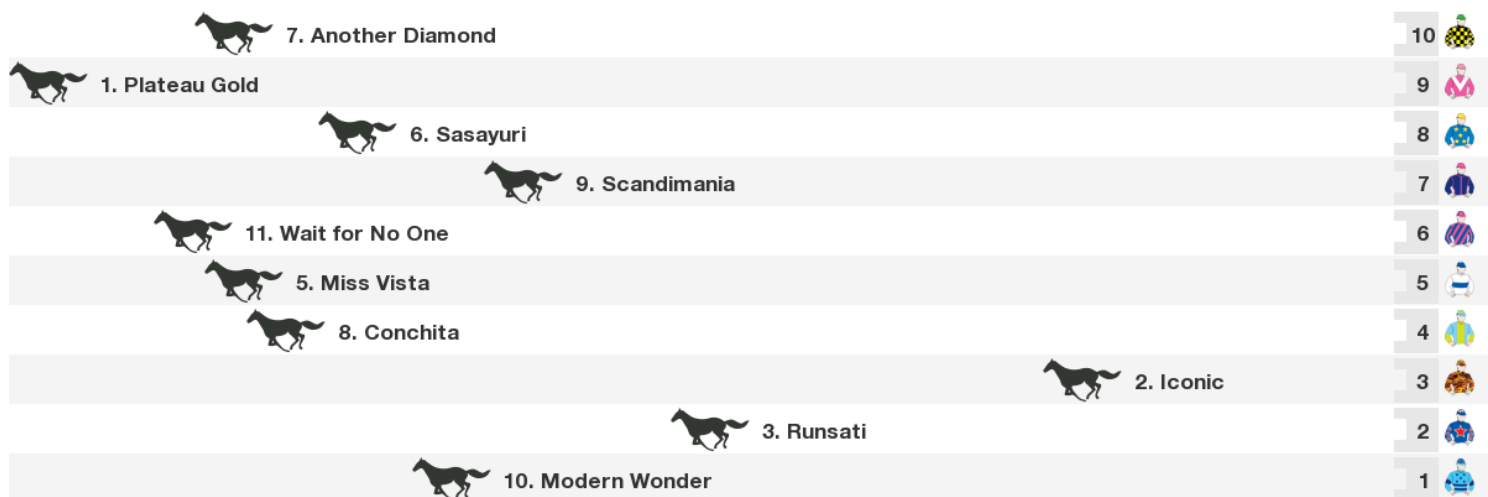 7. Another Diamond 10
1. Plateau Gold 9
6. Sasayuri 8
9. Scandimania 7
11. Wait for No One 6
5. Miss Vista 5
8. Conchita 4
2. Iconic 3
3. Runsati 2
10. Modern Wonder 1